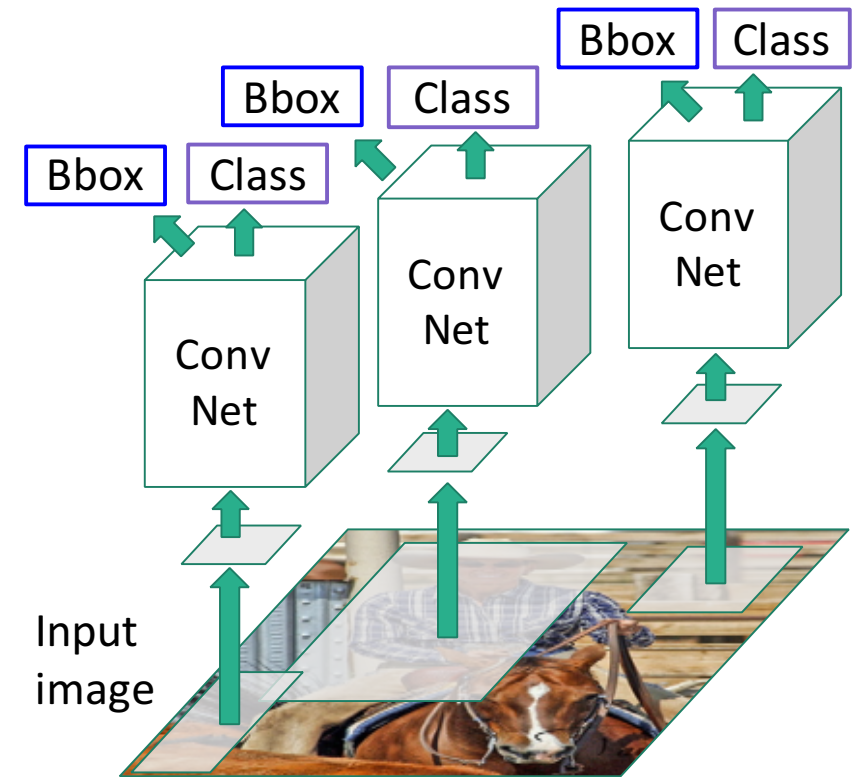 Bbox Class
Bbox Class
Bbox Class
Conv
Net
Conv
Net
Conv
Net
Input
image